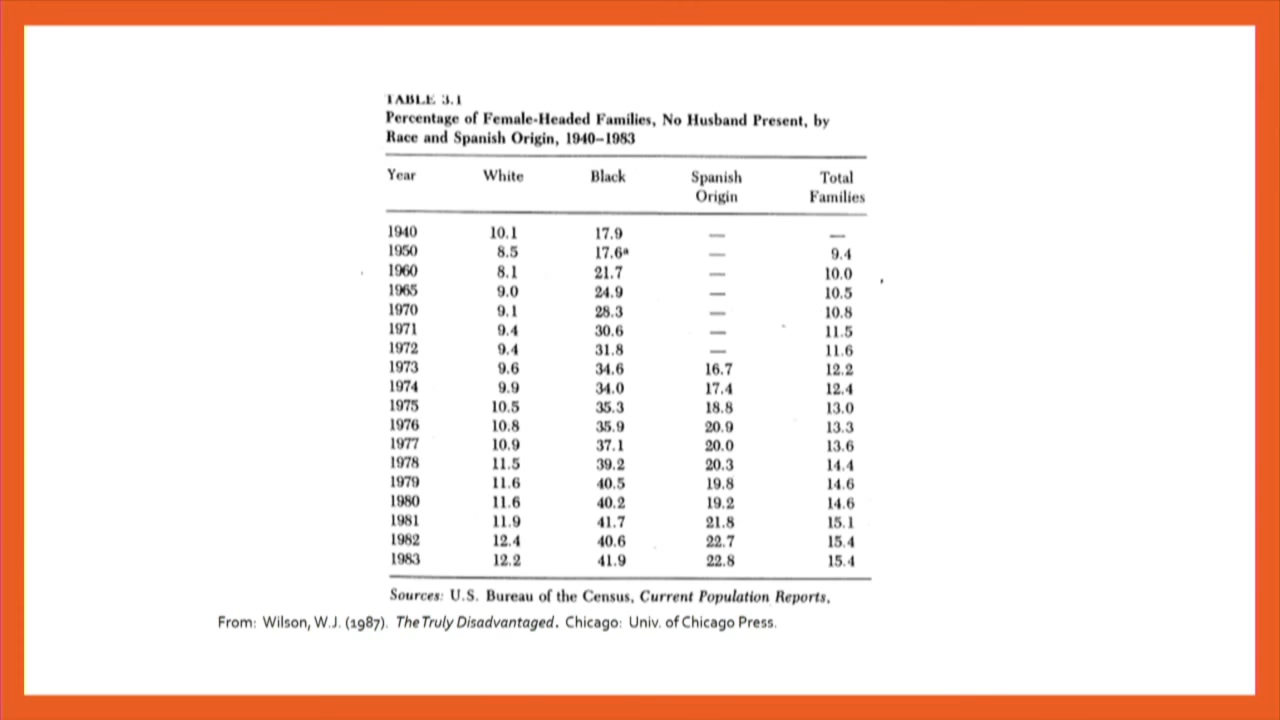 TABLE 3.1
Percentage of Female-Headed Families, No Husband Present, by
Race and Spanish Origin, 1940–1983
Year White Black Spanish Origin Total Families
1940 10.1 17.9 — —
1950 8.5 17.6ᵃ — 9.4
1960 8.1 21.7 — 10.0
1965 9.0 24.9 — 10.5
1970 9.1 28.3 — 10.8
1971 9.4 30.6 — 11.5
1972 9.4 31.8 — 11.6
1973 9.6 34.6 16.7 12.2
1974 9.9 34.0 17.4 12.4
1975 10.5 35.3 18.8 13.0
1976 10.8 35.9 20.9 13.3
1977 10.9 37.1 20.0 13.6
1978 11.5 39.2 20.3 14.4
1979 11.6 40.5 19.8 14.6
1980 11.6 40.2 19.2 14.6
1981 11.9 41.7 21.8 15.1
1982 12.4 40.6 22.7 15.4
1983 12.2 41.9 22.8 15.4
Sources: U.S. Bureau of the Census, Current Population Reports,
From: Wilson, W.J. (1987). The Truly Disadvantaged. Chicago: Univ. of Chicago Press.